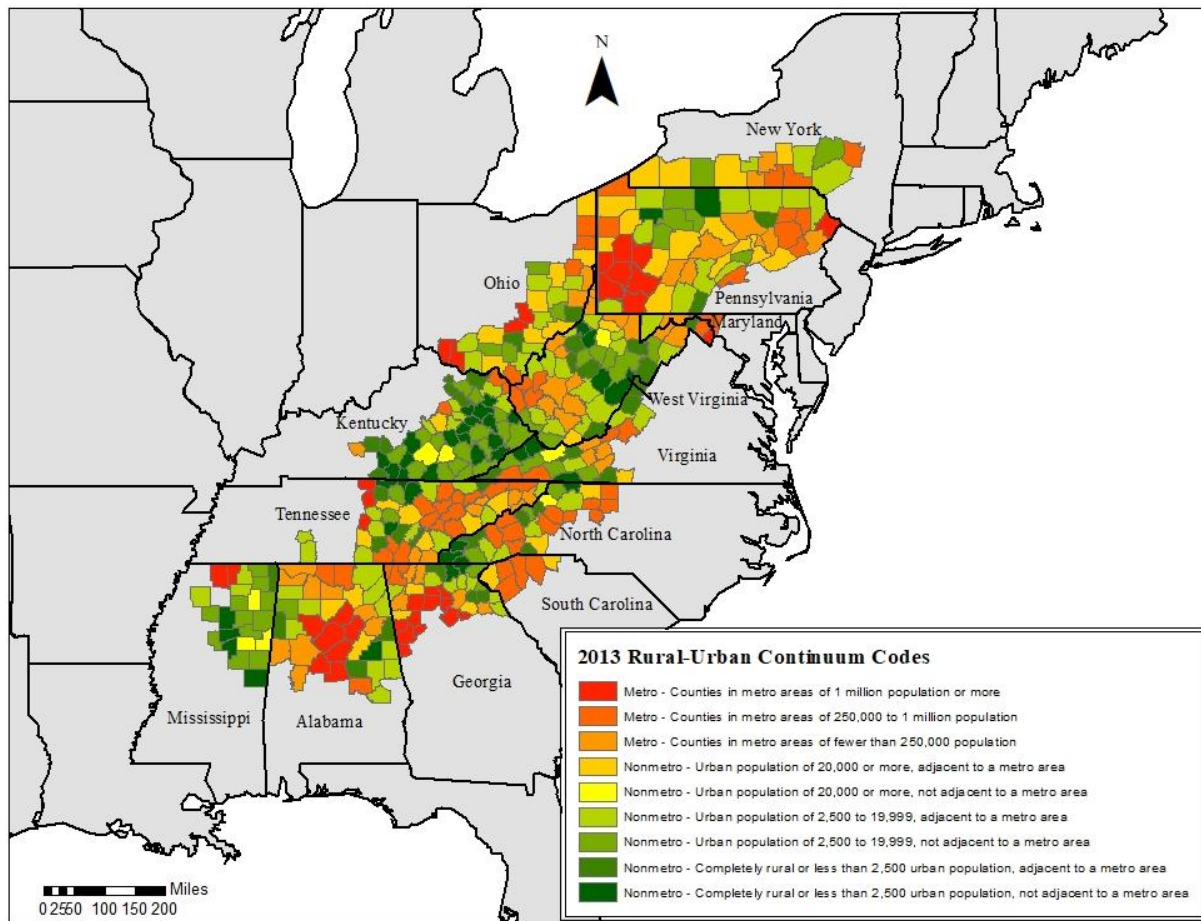 N
New York
Ohio
Pennsylvania
Maryland
West Virginia
Kentucky
Virginia
Tennessee
North Carolina
South Carolina
Georgia
Mississippi
Alabama
2013 Rural-Urban Continuum Codes
Metro - Counties in metro areas of 1 million population or more
Metro - Counties in metro areas of 250,000 to 1 million population
Metro - Counties in metro areas of fewer than 250,000 population
Nonmetro - Urban population of 20,000 or more, adjacent to a metro area
Nonmetro - Urban population of 20,000 or more, not adjacent to a metro area
Nonmetro - Urban population of 2,500 to 19,999, adjacent to a metro area
Nonmetro - Urban population of 2,500 to 19,999, not adjacent to a metro area
Nonmetro - Completely rural or less than 2,500 urban population, adjacent to a metro area
Nonmetro - Completely rural or less than 2,500 urban population, not adjacent to a metro area
Miles
0 25 50 100 150 200